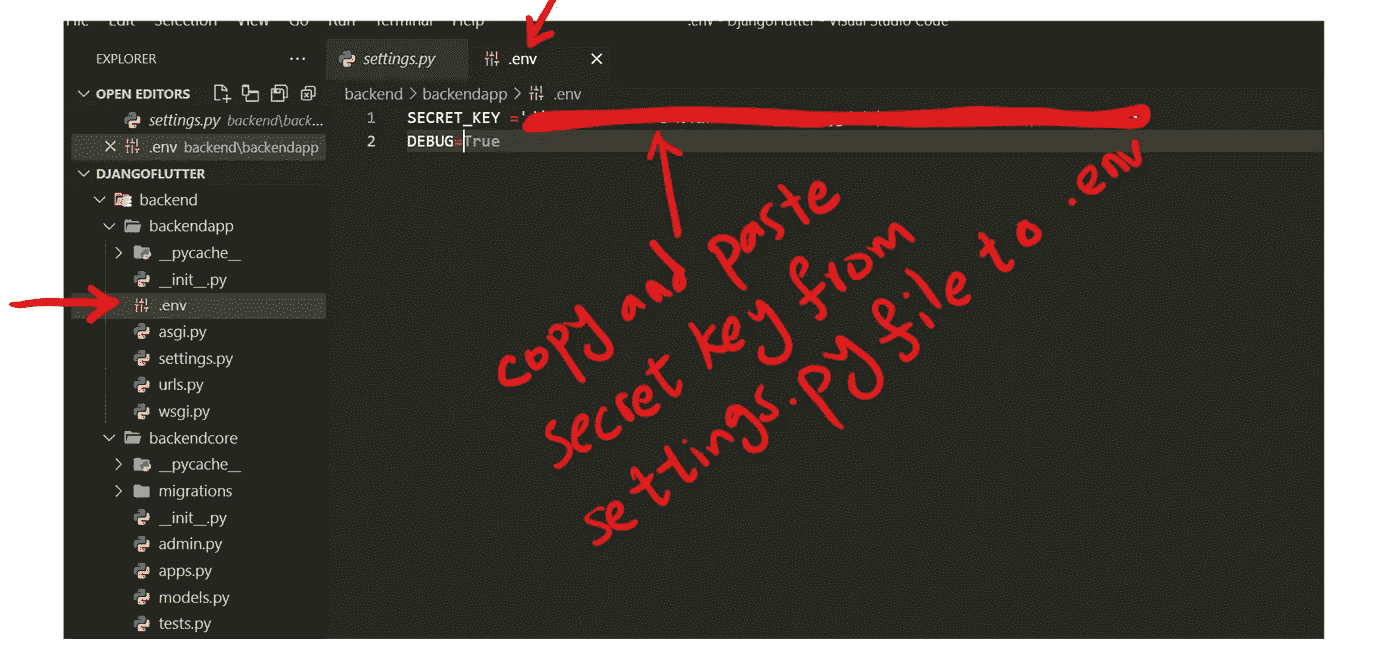 File Edit Selection View Go Run Terminal Help .env - DjangoFlutter - Visual Studio Code
EXPLORER ... settings.py .env
OPEN EDITORS backend > backendapp > .env
settings.py backend\back...
.env backend\backendapp
1 SECRET_KEY ='
2 DEBUG=True
DJANGOFLUTTER
backend
backendapp
__pycache__
__init__.py
.env
asgi.py
settings.py
urls.py
wsgi.py
backendcore
__pycache__
migrations
__init__.py
admin.py
apps.py
models.py
tests.py
copy and paste
secret key from
settings.py file to .env